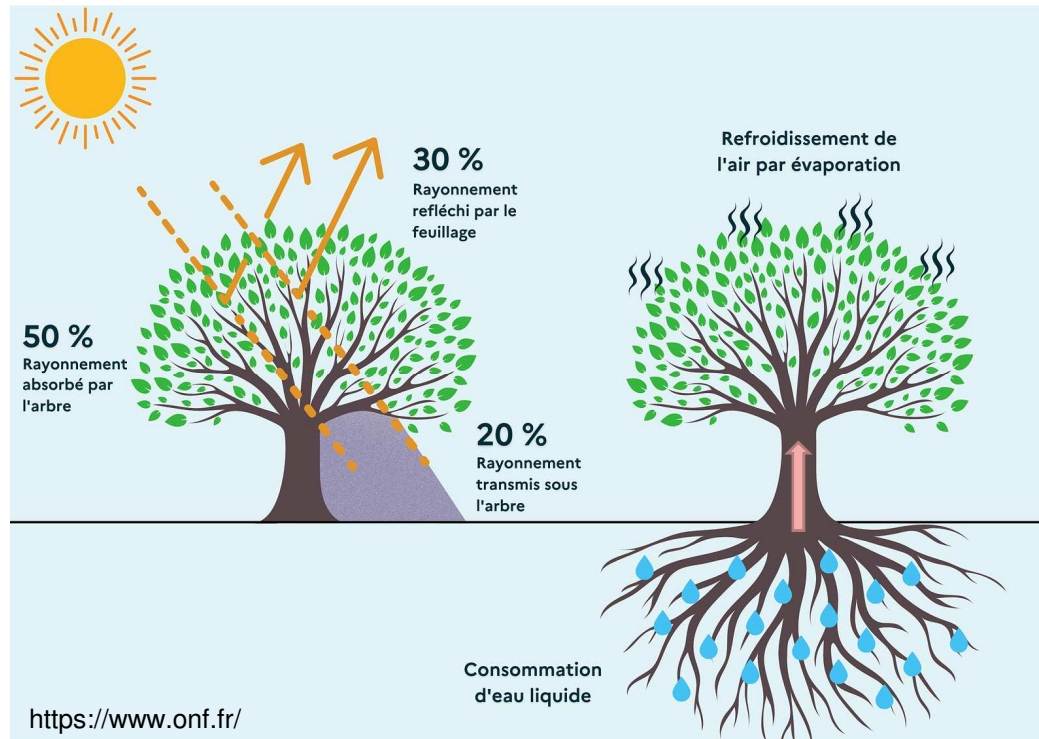 30 %
Rayonnement
refléchi par le
feuillage
50 %
Rayonnement
absorbé par
l'arbre
20 %
Rayonnement
transmis sous
l'arbre
Refroidissement de
l'air par évaporation
Consommation
d'eau liquide
https://www.onf.fr/